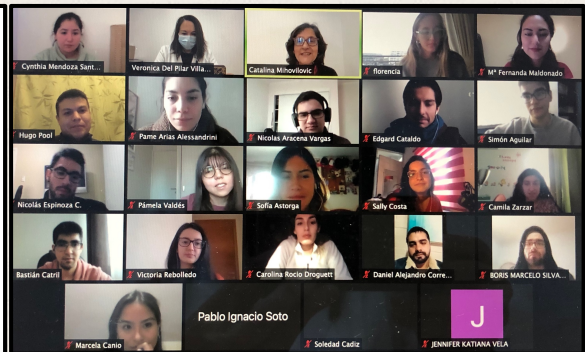 Cynthia Mendoza Sant...
Veronica Del Pilar Villa...
Catalina Mihovilovic
florencia
Mª Fernanda Maldonado
Hugo Pool
Pame Arias Alessandrini
Nicolas Aracena Vargas
Edgard Cataldo
Simón Aguilar
Nicolás Espinoza C.
Pámela Valdés
Sofía Astorga
Sally Costa
Camila Zarzar
Bastián Catril
Victoria Rebolledo
Carolina Rocio Droguett
Daniel Alejandro Corre...
BORIS MARCELO SILVA...
Marcela Canio
Pablo Ignacio Soto
Soledad Cadiz
J
JENNIFER KATIANA VELA